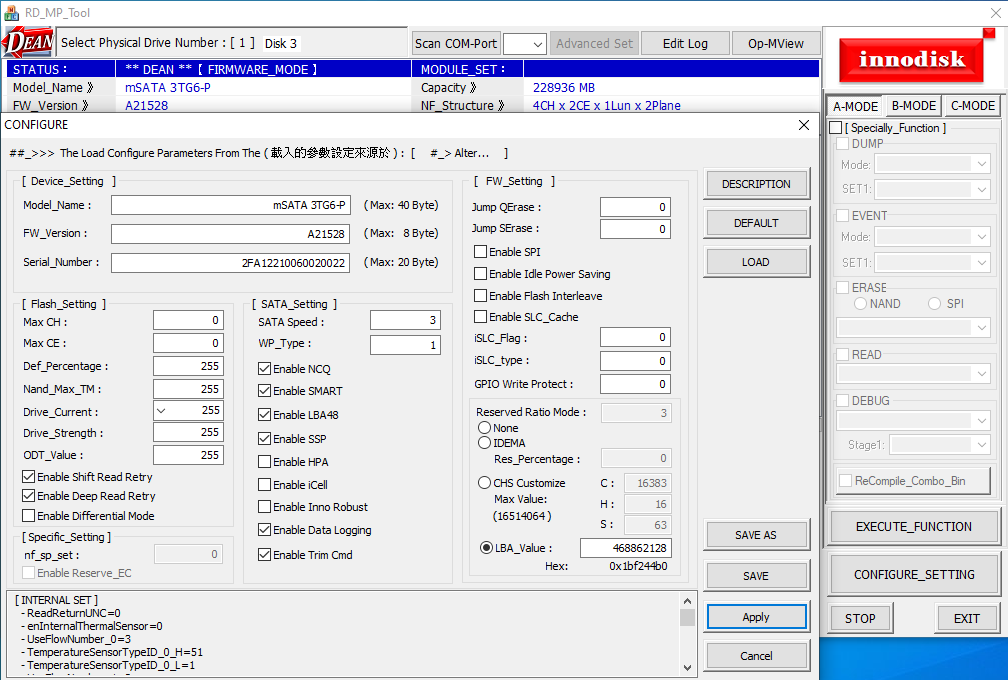 RD_MP_Tool
DEAN
Select Physical Drive Number : [ 1 ] Disk 3
Scan COM-Port
Advanced Set
Edit Log
Op-MView
innodisk
STATUS : ** DEAN **【 FIRMWARE_MODE 】 MODULE_SET :
Model_Name 》 mSATA 3TG6-P Capacity 》 228936 MB
FW_Version 》 A21528 NF_Structure 》 4CH x 2CE x 1Lun x 2Plane
CONFIGURE
##_>>> The Load Configure Parameters From The ( 載入的參數設定來源於 ) : [ #_> Alter... ]
[ Device_Setting ]
Model_Name : mSATA 3TG6-P (Max: 40 Byte)
FW_Version : A21528 (Max: 8 Byte)
Serial_Number : 2FA12210060020022 (Max: 20 Byte)
[ Flash_Setting ]
Max CH : 0
Max CE : 0
Def_Percentage : 255
Nand_Max_TM : 255
Drive_Current : 255
Drive_Strength : 255
ODT_Value : 255
Enable Shift Read Retry
Enable Deep Read Retry
Enable Differential Mode
[ Specific_Setting ]
nf_sp_set : 0
Enable Reserve_EC
[ SATA_Setting ]
SATA Speed : 3
WP_Type : 1
Enable NCQ
Enable SMART
Enable LBA48
Enable SSP
Enable HPA
Enable iCell
Enable Inno Robust
Enable Data Logging
Enable Trim Cmd
[ FW_Setting ]
Jump QErase : 0
Jump SErase : 0
Enable SPI
Enable Idle Power Saving
Enable Flash Interleave
Enable SLC_Cache
iSLC_Flag : 0
iSLC_type : 0
GPIO Write Protect : 0
Reserved Ratio Mode : 3
None
IDEMA
Res_Percentage : 0
CHS Customize C : 16383
Max Value: H : 16
(16514064 ) S : 63
LBA_Value : 468862128
Hex: 0x1bf244b0
DESCRIPTION
DEFAULT
LOAD
SAVE AS
SAVE
Apply
Cancel
[ INTERNAL SET ]
- ReadReturnUNC=0
- enInternalThermalSensor=0
- UseFlowNumber_0=3
- TemperatureSensorTypeID_0_H=51
- TemperatureSensorTypeID_0_L=1
A-MODE B-MODE C-MODE
[ Specially_Function ]
DUMP
Mode:
SET1:
EVENT
Mode:
SET1:
ERASE
NAND SPI
READ
DEBUG
Stage1:
ReCompile_Combo_Bin
EXECUTE_FUNCTION
CONFIGURE_SETTING
STOP EXIT